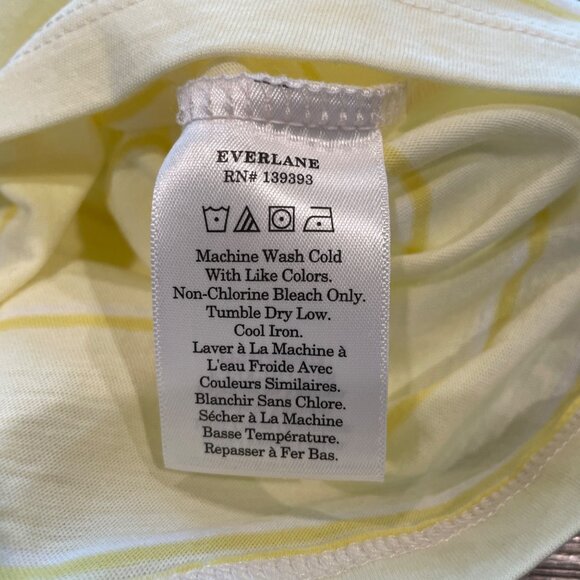 EVERLANE
RN# 139393
Machine Wash Cold
With Like Colors.
Non-Chlorine Bleach Only.
Tumble Dry Low.
Cool Iron.
Laver à La Machine à
L'eau Froide Avec
Couleurs Similaires.
Blanchir Sans Chlore.
Sécher à La Machine
Basse Température.
Repasser à Fer Bas.